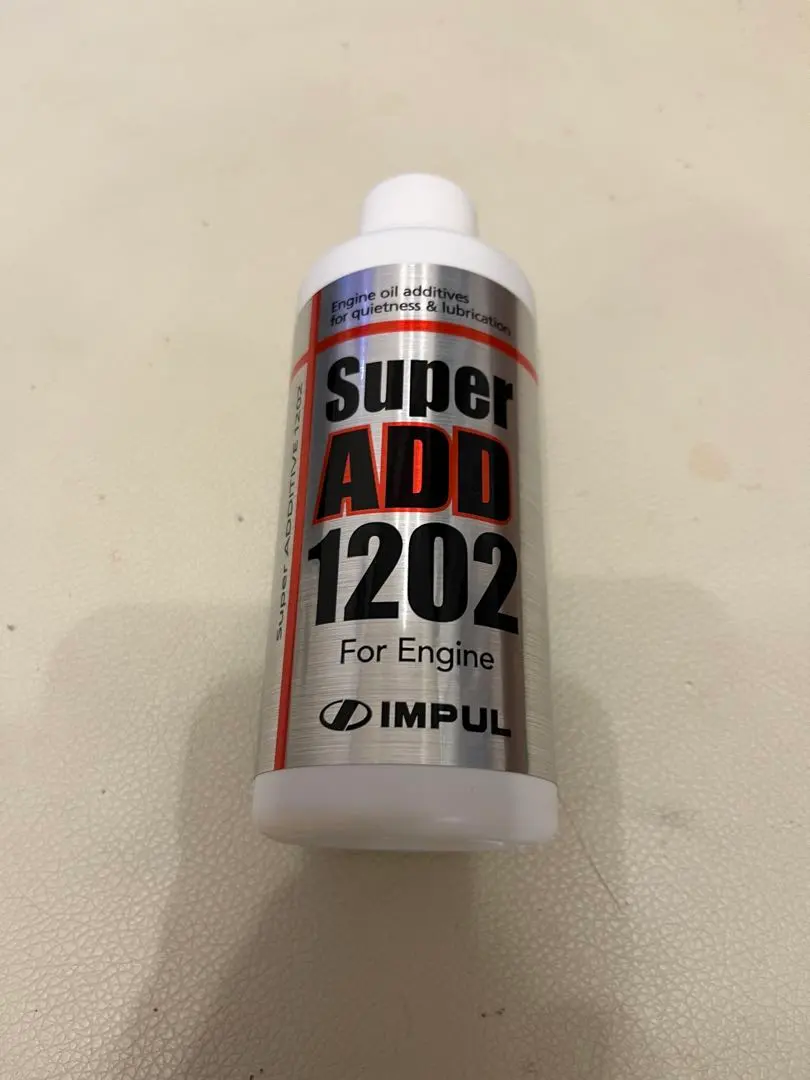 Engine oil additives
for quietness & lubrication
Super
ADD
1202
For Engine
IMPUL
Super ADDITIVE 1202